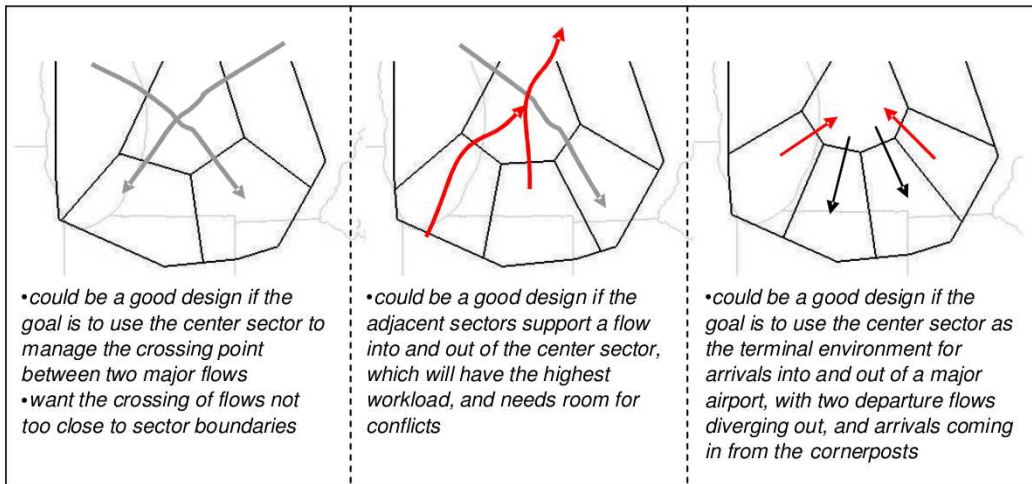 •could be a good design if the
goal is to use the center sector to
manage the crossing point
between two major flows
•want the crossing of flows not
too close to sector boundaries
•could be a good design if the
adjacent sectors support a flow
into and out of the center sector,
which will have the highest
workload, and needs room for
conflicts
•could be a good design if the
goal is to use the center sector as
the terminal environment for
arrivals into and out of a major
airport, with two departure flows
diverging out, and arrivals coming
in from the cornerposts